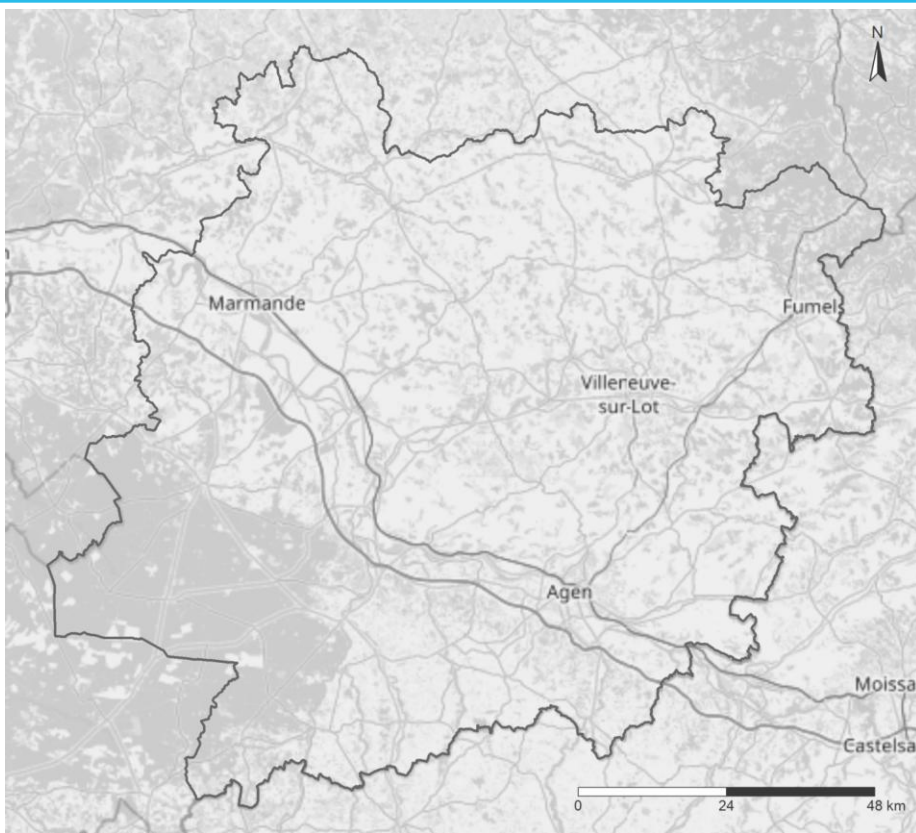 N
Marmande
Fumel
Villeneuve-
sur-Lot
Agen
Moissa
Castelsa
0 24 48 km